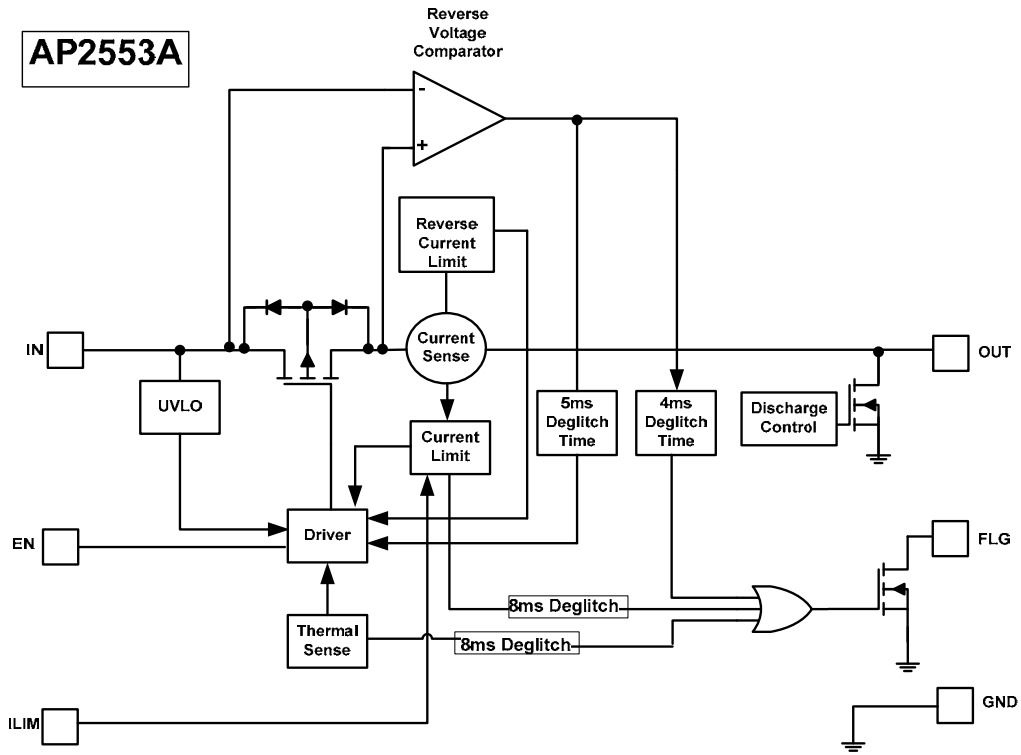 AP2553A
Reverse
Voltage
Comparator
-
+
Reverse
Current
Limit
IN
Current
Sense
OUT
UVLO
5ms
Deglitch
Time
4ms
Deglitch
Time
Discharge
Control
Current
Limit
EN
Driver
FLG
8ms Deglitch
Thermal
Sense
8ms Deglitch
ILIM
GND